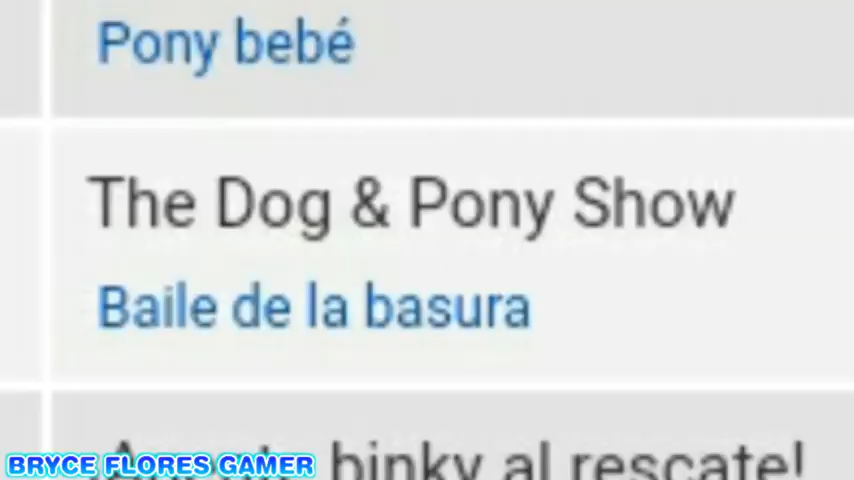 Pony bebé
The Dog & Pony Show
Baile de la basura
binky al rescate!
BRYCE FLORES GAMER